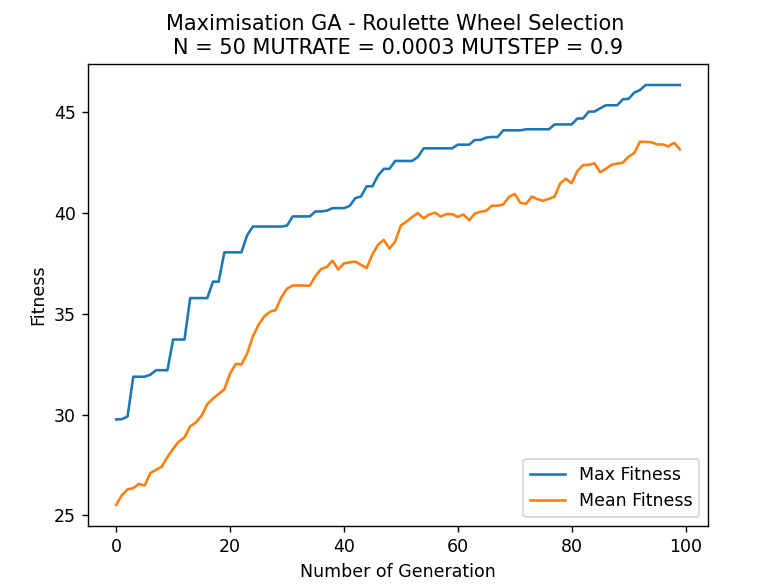 Maximisation GA - Roulette Wheel Selection
N = 50 MUTRATE = 0.0003 MUTSTEP = 0.9
45
40
35
30
25
Fitness
Max Fitness
Mean Fitness
0 20 40 60 80 100
Number of Generation